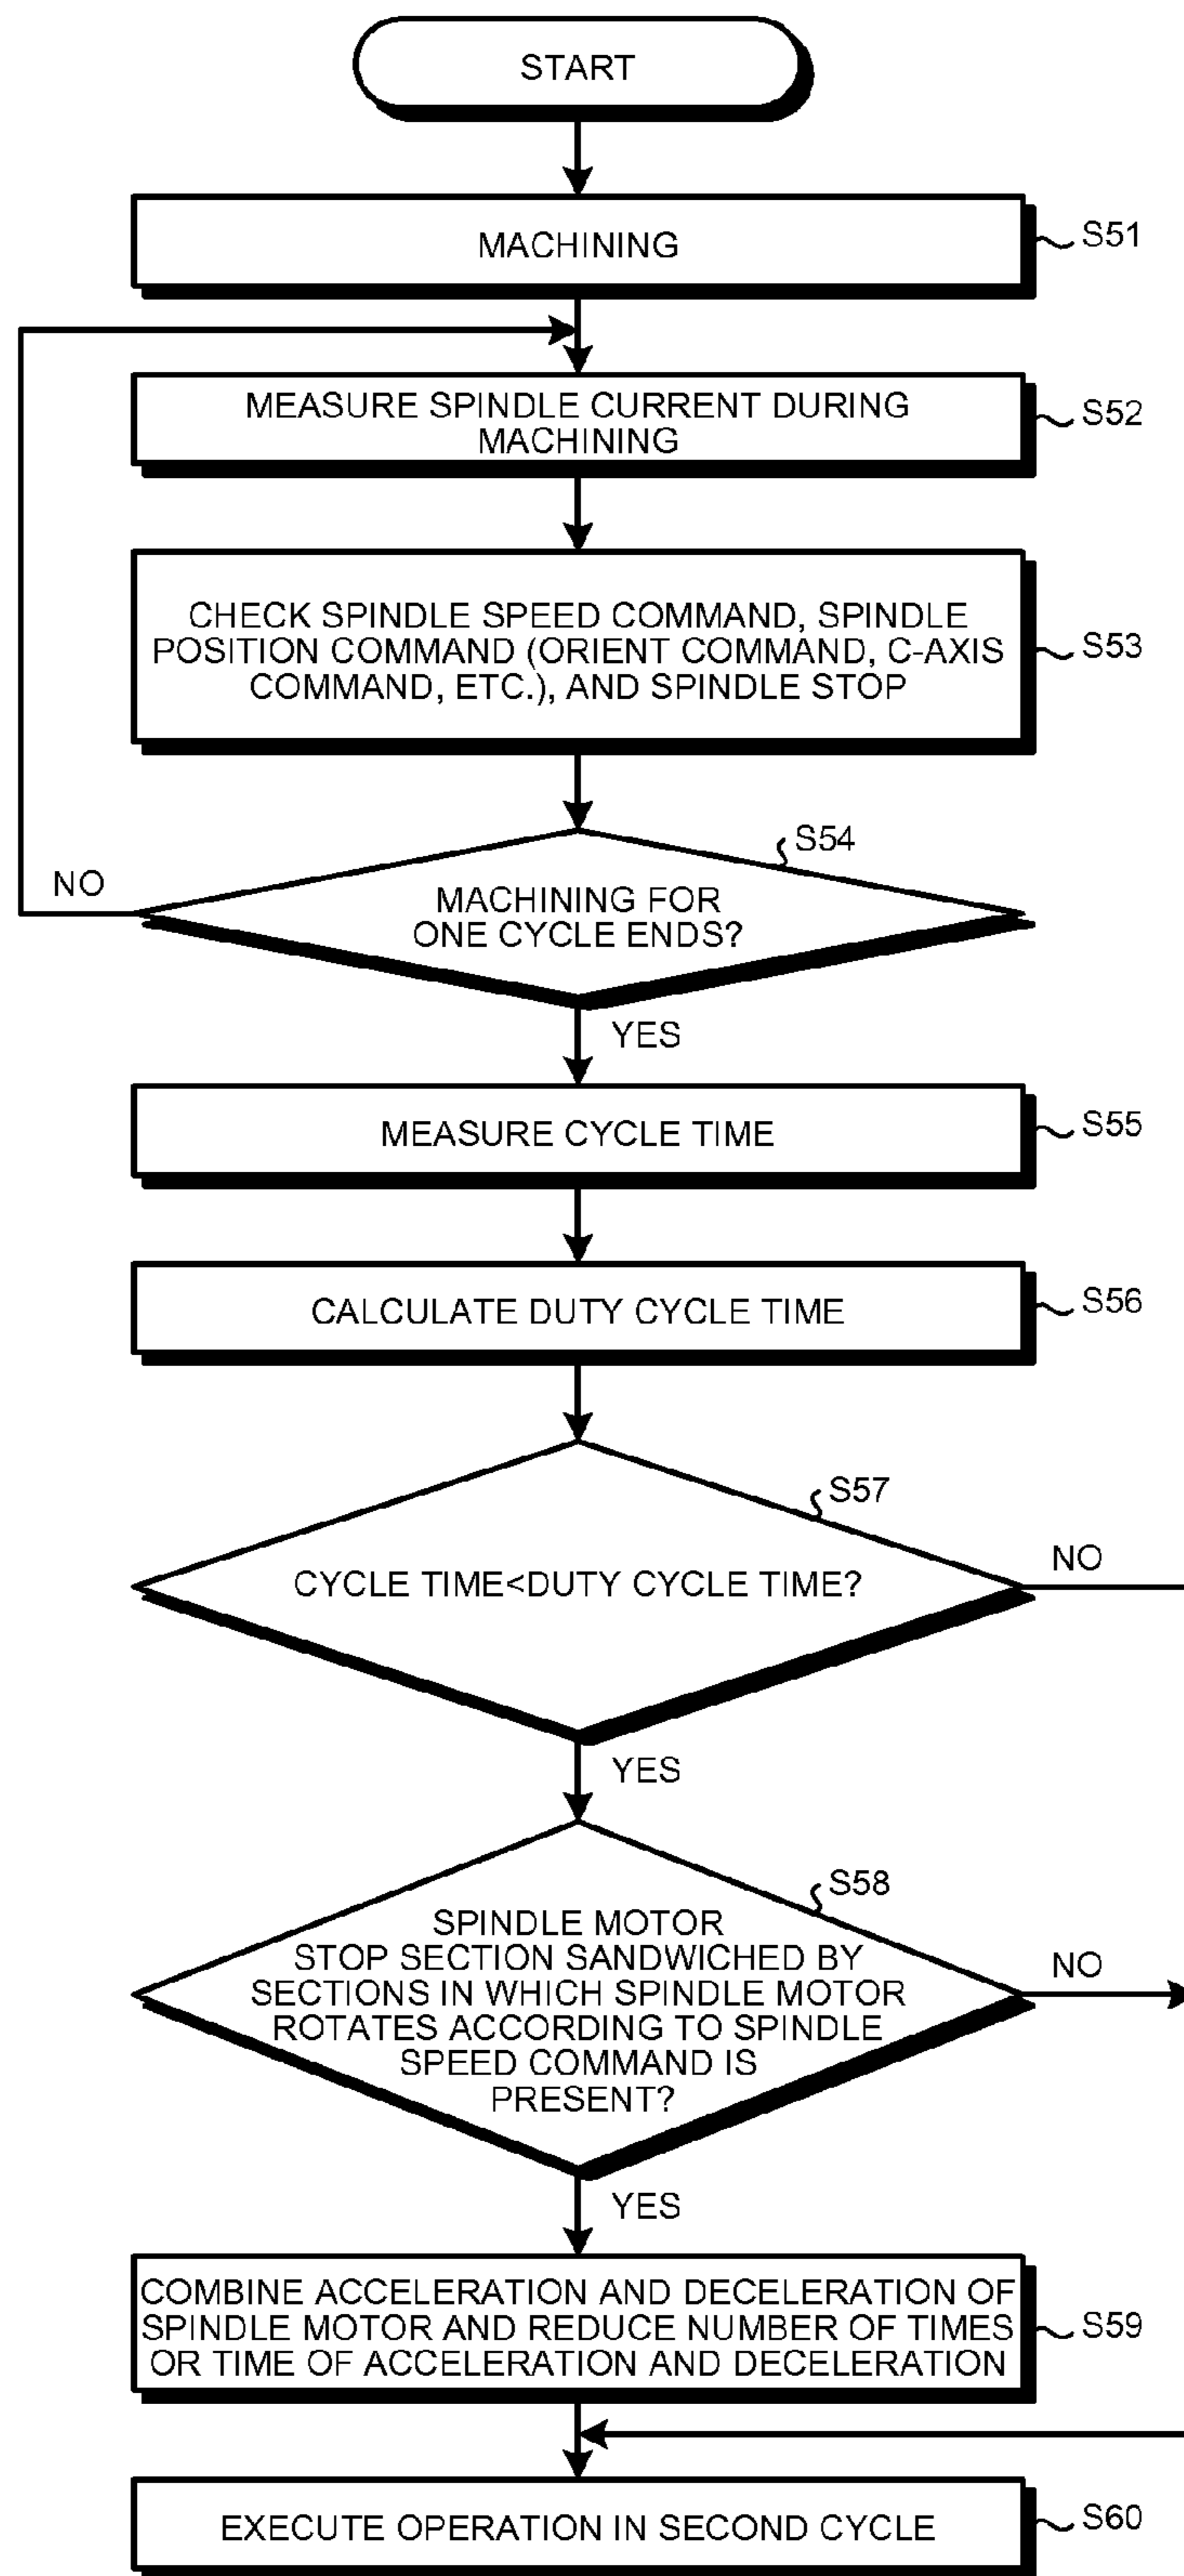 START
MACHINING
S51
MEASURE SPINDLE CURRENT DURING
MACHINING
S52
CHECK SPINDLE SPEED COMMAND, SPINDLE
POSITION COMMAND (ORIENT COMMAND, C-AXIS
COMMAND, ETC.), AND SPINDLE STOP
S53
S54
NO
MACHINING FOR
ONE CYCLE ENDS?
YES
MEASURE CYCLE TIME
S55
CALCULATE DUTY CYCLE TIME
S56
S57
CYCLE TIME<DUTY CYCLE TIME?
NO
YES
S58
SPINDLE MOTOR
STOP SECTION SANDWICHED BY
SECTIONS IN WHICH SPINDLE MOTOR
ROTATES ACCORDING TO SPINDLE
SPEED COMMAND IS
PRESENT?
NO
YES
COMBINE ACCELERATION AND DECELERATION OF
SPINDLE MOTOR AND REDUCE NUMBER OF TIMES
OR TIME OF ACCELERATION AND DECELERATION
S59
EXECUTE OPERATION IN SECOND CYCLE
S60